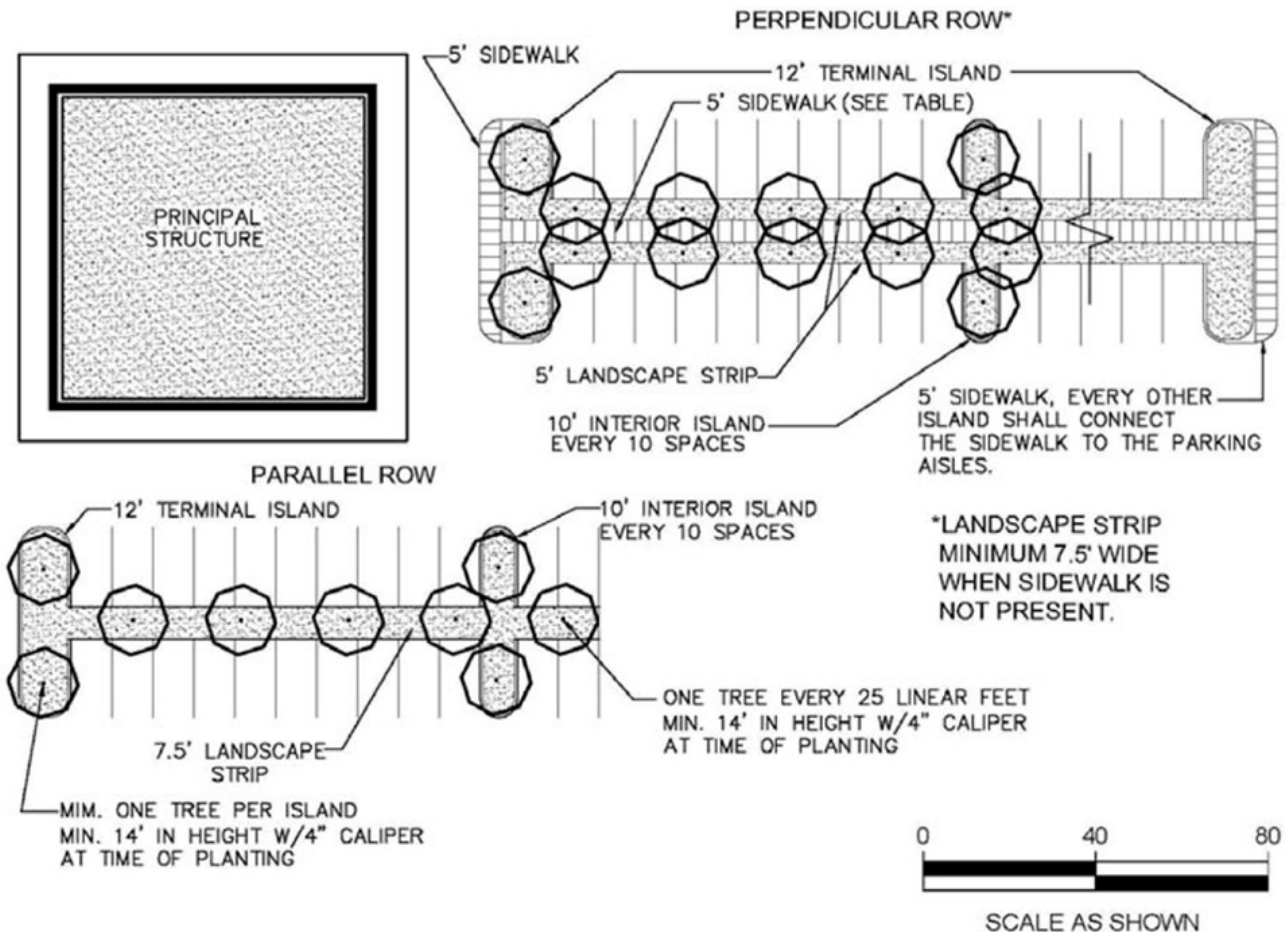 PERPENDICULAR ROW*
5' SIDEWALK
12' TERMINAL ISLAND
5' SIDEWALK (SEE TABLE)
PRINCIPAL
STRUCTURE
5' LANDSCAPE STRIP
10' INTERIOR ISLAND
EVERY 10 SPACES
5' SIDEWALK, EVERY OTHER
ISLAND SHALL CONNECT
THE SIDEWALK TO THE PARKING
AISLES.
PARALLEL ROW
12' TERMINAL ISLAND
10' INTERIOR ISLAND
EVERY 10 SPACES
*LANDSCAPE STRIP
MINIMUM 7.5' WIDE
WHEN SIDEWALK IS
NOT PRESENT.
ONE TREE EVERY 25 LINEAR FEET
MIN. 14' IN HEIGHT W/4" CALIPER
AT TIME OF PLANTING
7.5' LANDSCAPE
STRIP
MIM. ONE TREE PER ISLAND
MIN. 14' IN HEIGHT W/4" CALIPER
AT TIME OF PLANTING
0 40 80
SCALE AS SHOWN